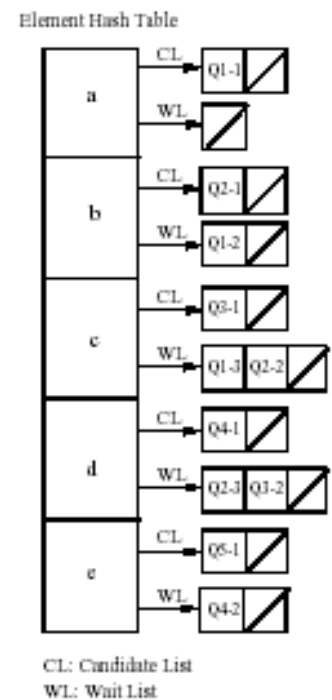 Element Hash Table
CL
Q1-1
a
WL
CL
Q2-1
b
WL
Q1-2
CL
Q3-1
c
WL
Q1-3 Q2-2
CL
Q4-1
d
WL
Q2-3 Q3-2
CL
Q5-1
e
WL
Q4-2
CL: Candidate List
WL: Wait List